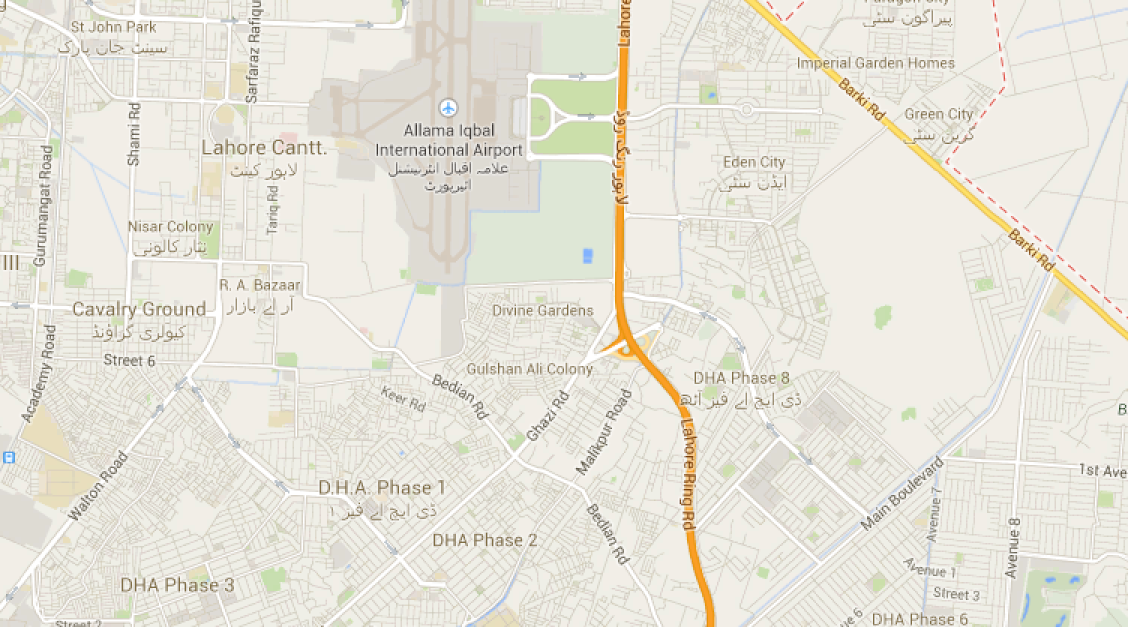 St John Park
سینٹ جان پارک
Sarfaraz Rafiqu
Lahore
پیراگون سٹی
Imperial Garden Homes
Barki Rd
Green City
گرین سٹی
Shami Rd
Allama Iqbal
International Airport
علامہ اقبال انٹرنیشنل
ائیرپورٹ
لاہور رنگ روڈ
Lahore Cantt.
لاہور کینٹ
Eden City
ایڈن سٹی
Gurumangat Road
Tariq Rd
Nisar Colony
نثار کالونی
Barki Rd
III
R. A. Bazaar
آر اے بازار
Cavalry Ground
کیولری گراؤنڈ
Divine Gardens
Street 6
Academy Road
Gulshan Ali Colony
DHA Phase 8
ڈی ایچ اے فیز آٹھ
Bedian Rd
Keer Rd
Ghazi Rd
Malikpur Road
Lahore Ring Rd
Walton Road
Main Boulevard
1st Ave
D.H.A. Phase 1
ڈی ایچ اے فیز ١
Avenue 7
Avenue 8
DHA Phase 2
Bedian Rd
DHA Phase 3
Avenue 1
Street 3
DHA Phase 6
Street 2